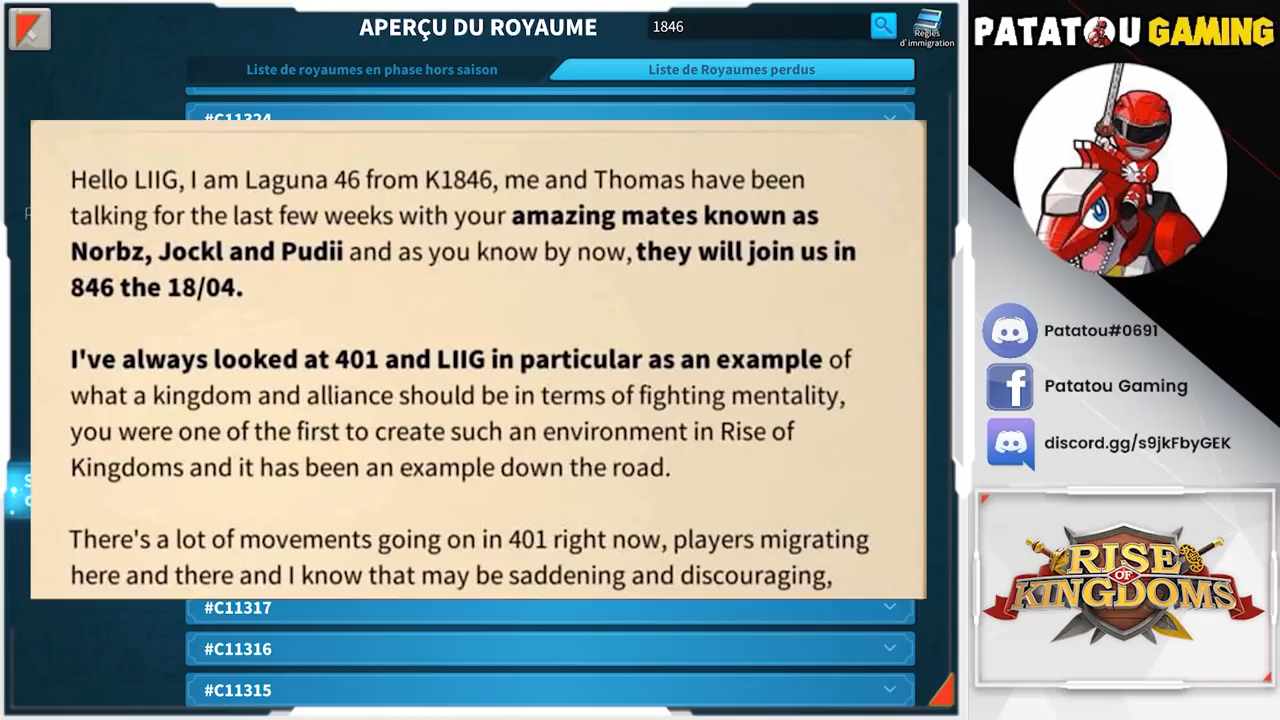 APERÇU DU ROYAUME
1846
Règles
d'immigration
Liste de royaumes en phase hors saison
Liste de Royaumes perdus
#C11324
Hello LIIG, I am Laguna 46 from K1846, me and Thomas have been
talking for the last few weeks with your amazing mates known as
Norbz, Jockl and Pudii and as you know by now, they will join us in
846 the 18/04.
I've always looked at 401 and LIIG in particular as an example of
what a kingdom and alliance should be in terms of fighting mentality,
you were one of the first to create such an environment in Rise of
Kingdoms and it has been an example down the road.
There's a lot of movements going on in 401 right now, players migrating
here and there and I know that may be saddening and discouraging,
#C11317
#C11316
#C11315
PATATOU GAMING
Patatou#0691
Patatou Gaming
discord.gg/s9jkFbyGEK
RISE
OF
KINGDOMS